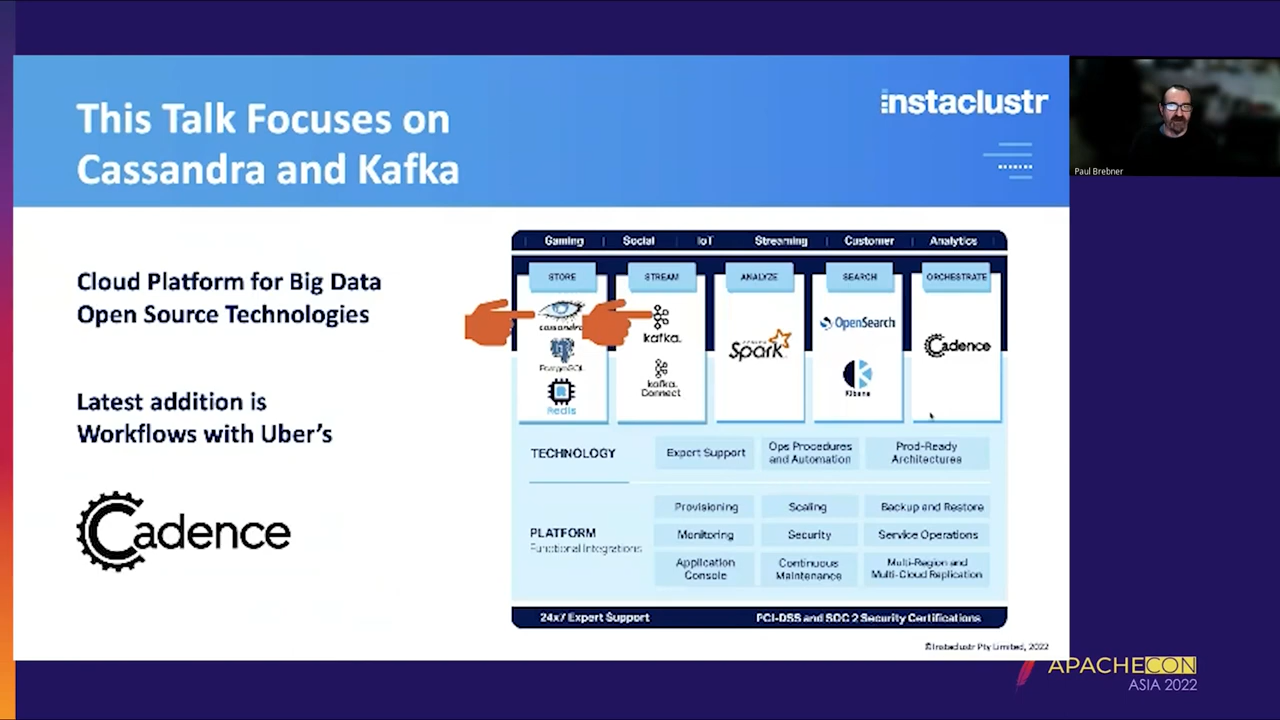 This Talk Focuses on
Cassandra and Kafka
instaclustr
Paul Brebner
Cloud Platform for Big Data
Open Source Technologies
Latest addition is
Workflows with Uber's
Cadence
Gaming Social IoT Streaming Customer Analytics
STORE STREAM ANALYZE SEARCH ORCHESTRATE
cassandra
PostgreSQL
Redis
kafka.
kafka.
Connect
Spark
OpenSearch
Kibana
Cadence
TECHNOLOGY
Expert Support
Ops Procedures
and Automation
Prod-Ready
Architectures
PLATFORM
Functional Integrations
Provisioning Scaling Backup and Restore
Monitoring Security Service Operations
Application
Console
Continuous
Maintenance
Multi-Region and
Multi-Cloud Replication
24x7 Expert Support PCI-DSS and SOC 2 Security Certifications
©Instaclustr Pty Limited, 2022
APACHECON
ASIA 2022